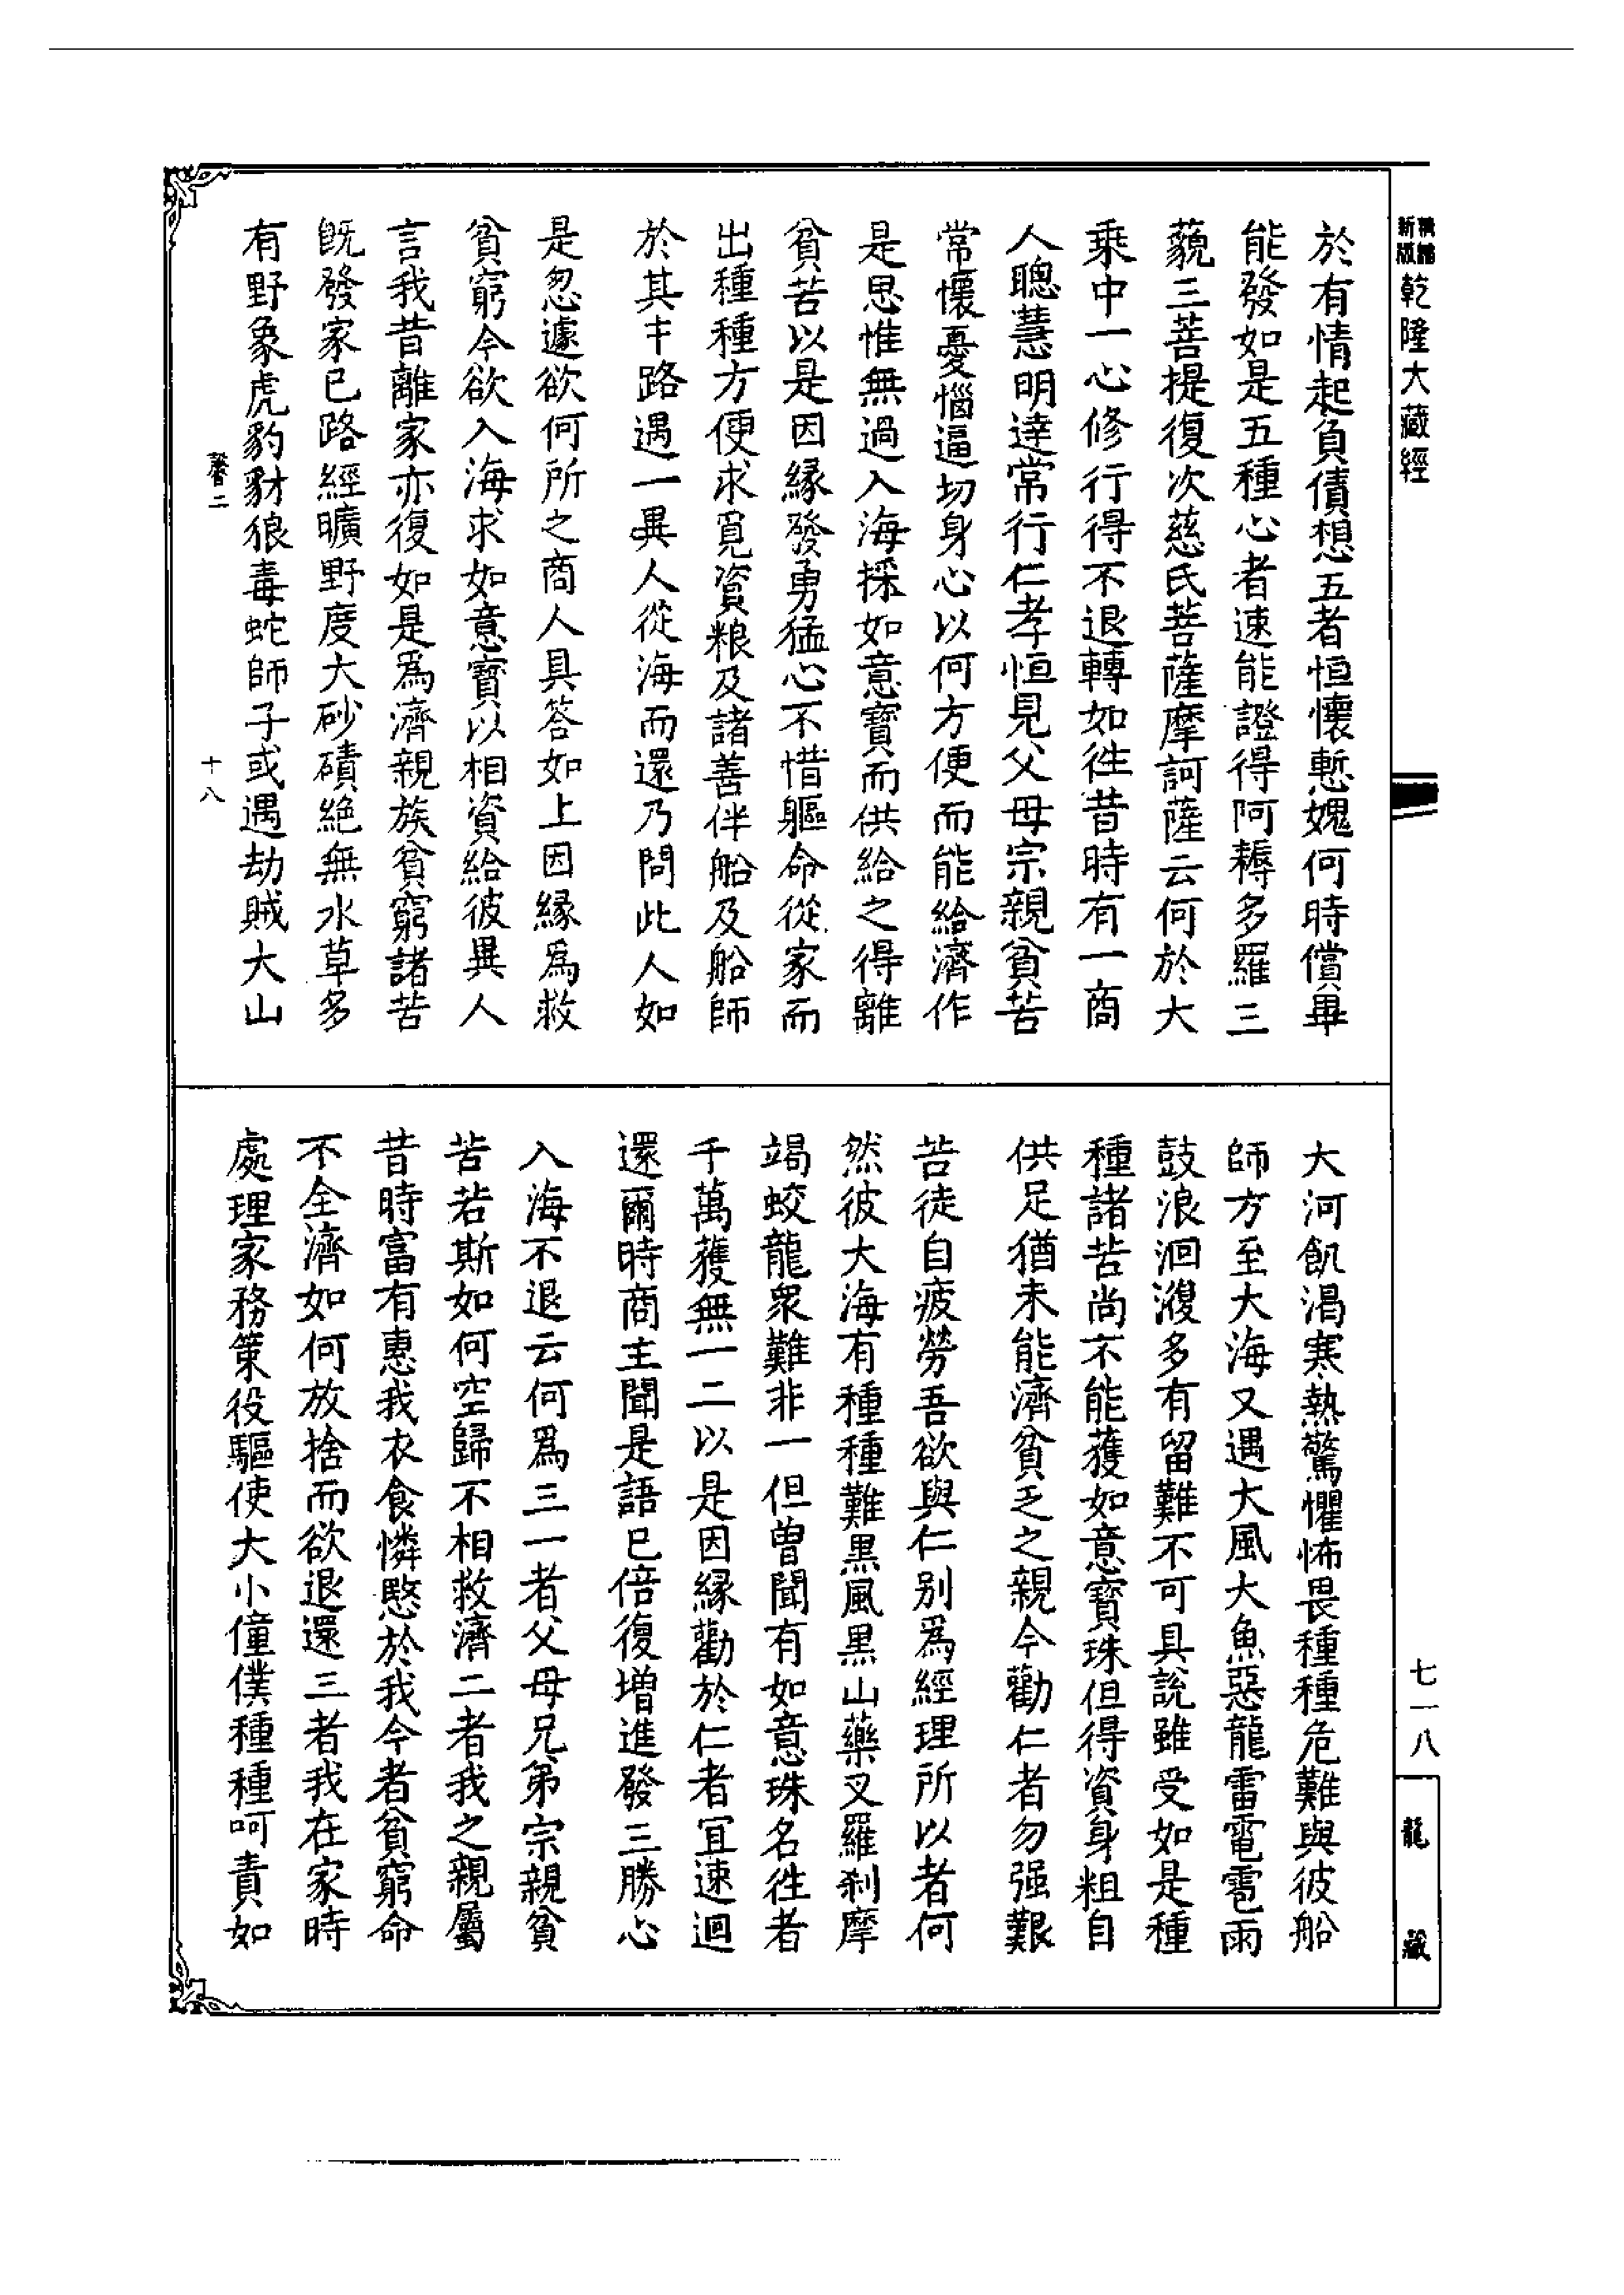 乾隆大藏經
於有情起負債想五者恒懷慙媿何時償畢
能發如是五種心者速能證得阿耨多羅三
藐三菩提復次慈氏菩薩摩訶薩云何於大
乘中一心修行得不退轉如徃昔時有一商
人聰慧明達常行仁孝恒見父母宗親貧苦
常懷憂惱逼切身心以何方便而能給濟作
是思惟無過入海採如意寶而供給之得離
貧苦以是因緣發勇猛心不惜軀命從家而
出種種方便求覓資粮及諸善伴船及船師
於其中路遇一異人從海而還乃問此人如
是怱遽欲何所之商人具答如上因緣為救
貧窮今欲入海求如意寶以相資給彼異人
言我昔離家亦復如是為濟親族貧窮諸苦
旣發家已路經曠野度大砂磧絕無水草多
有野象虎豹豺狼毒蛇師子或遇劫賊大山
馨二
十八
大河飢渴寒熱驚懼怖畏種種危難與彼船
師方至大海又遇大風大魚惡龍雷電雹雨
鼓浪洄澓多有留難不可具說雖受如是種
種諸苦尚不能獲如意寶珠但得資身粗自
供足猶未能濟貧乏之親今勸仁者勿强艱
苦徒自疲勞吾欲與仁别為經理所以者何
然彼大海有種種難黑風黑山藥叉羅刹摩
竭蛟龍衆難非一但曾聞有如意珠名徃者
千萬獲無一二以是因緣勸於仁者宜速迴
還爾時商主聞是語已倍復增進發三勝心
入海不退云何為三一者父母兄弟宗親貧
苦若斯如何空歸不相救濟二者我之親屬
昔時富有惠我衣食憐愍於我今者貧窮命
不全濟如何放捨而欲退還三者我在家時
處理家務策役驅使大小僮僕種種呵責如
七一八
龍藏